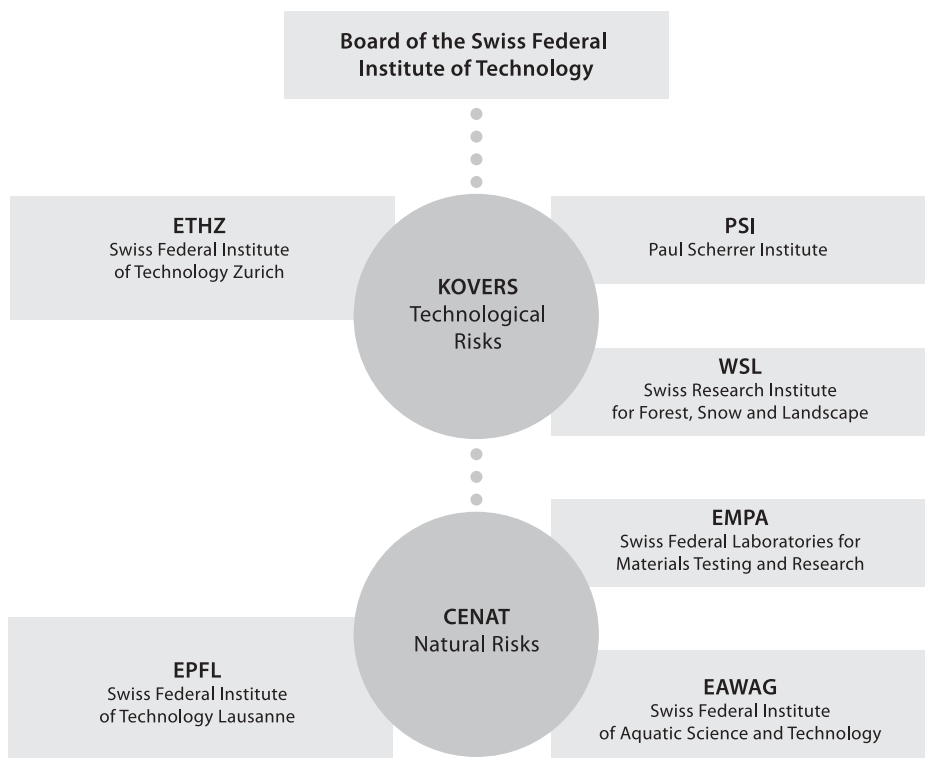 Board of the Swiss Federal
Institute of Technology
ETHZ
Swiss Federal Institute
of Technology Zurich
PSI
Paul Scherrer Institute
KOVERS
Technological
Risks
WSL
Swiss Research Institute
for Forest, Snow and Landscape
EMPA
Swiss Federal Laboratories for
Materials Testing and Research
CENAT
Natural Risks
EPFL
Swiss Federal Institute
of Technology Lausanne
EAWAG
Swiss Federal Institute
of Aquatic Science and Technology